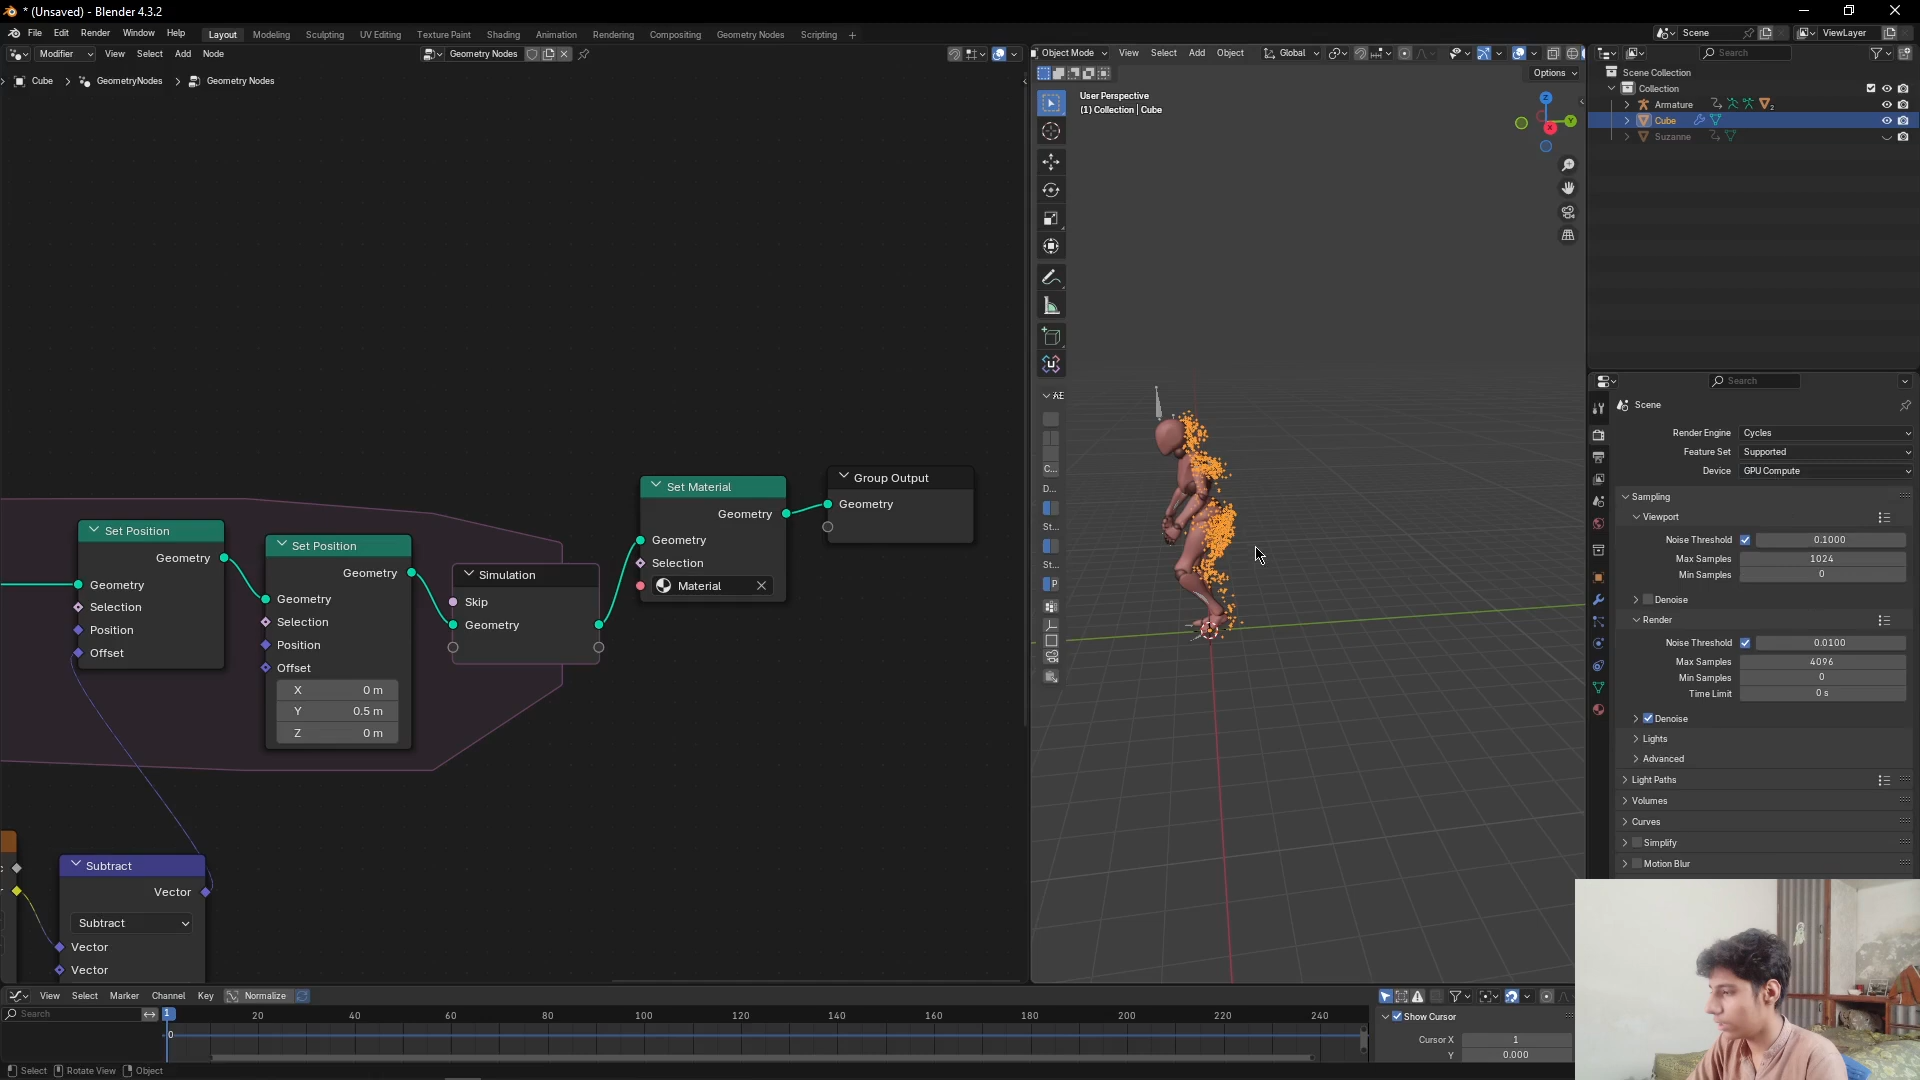 * (Unsaved) - Blender 4.3.2
File Edit Render Window Help Layout Modeling Sculpting UV Editing Texture Paint Shading Animation Rendering Compositing Geometry Nodes Scripting + Scene ViewLayer
Modifier View Select Add Node Geometry Nodes
Object Mode View Select Add Object Global
Search
Cube > GeometryNodes > Geometry Nodes
Options
User Perspective
(1) Collection | Cube
Z
Y
X
Scene Collection
Collection
Armature
2
Cube
Suzanne
Set Position
Geometry
Geometry
Selection
Position
Offset
Set Position
Geometry
Geometry
Selection
Position
Offset
X 0 m
Y 0.5 m
Z 0 m
Simulation
Skip
Geometry
Set Material
Geometry
Geometry
Selection
Material
Group Output
Geometry
Subtract
Vector
Subtract
Vector
Vector
AE
C...
D...
St...
St...
P
Search
Scene
Render Engine Cycles
Feature Set Supported
Device GPU Compute
Sampling
Viewport
Noise Threshold 0.1000
Max Samples 1024
Min Samples 0
Denoise
Render
Noise Threshold 0.0100
Max Samples 4096
Min Samples 0
Time Limit 0 s
Denoise
Lights
Advanced
Light Paths
Volumes
Curves
Simplify
Motion Blur
View Select Marker Channel Key Normalize
Search
1 20 40 60 80 100 120 140 160 180 200 220 240
0
Show Cursor
Cursor X 1
Y 0.000
Select Rotate View Object